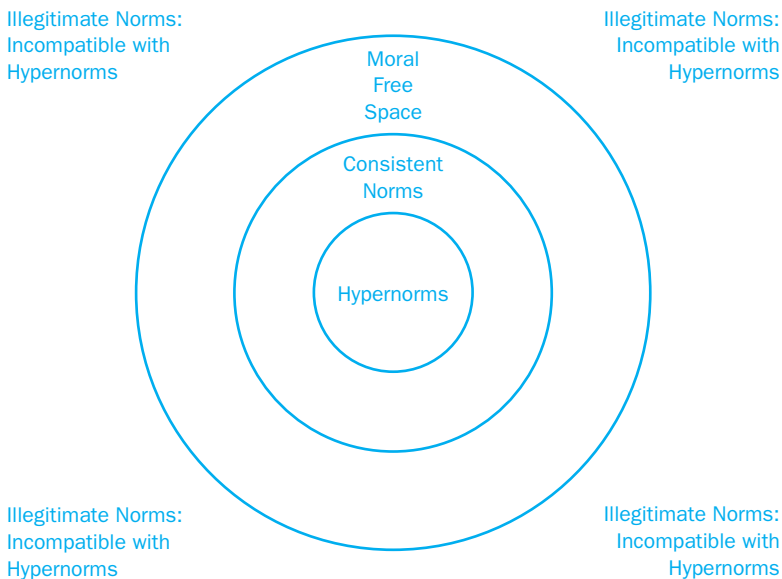 Illegitimate Norms:
Incompatible with
Hypernorms
Illegitimate Norms:
Incompatible with
Hypernorms
Moral
Free
Space
Consistent
Norms
Hypernorms
Illegitimate Norms:
Incompatible with
Hypernorms
Illegitimate Norms:
Incompatible with
Hypernorms